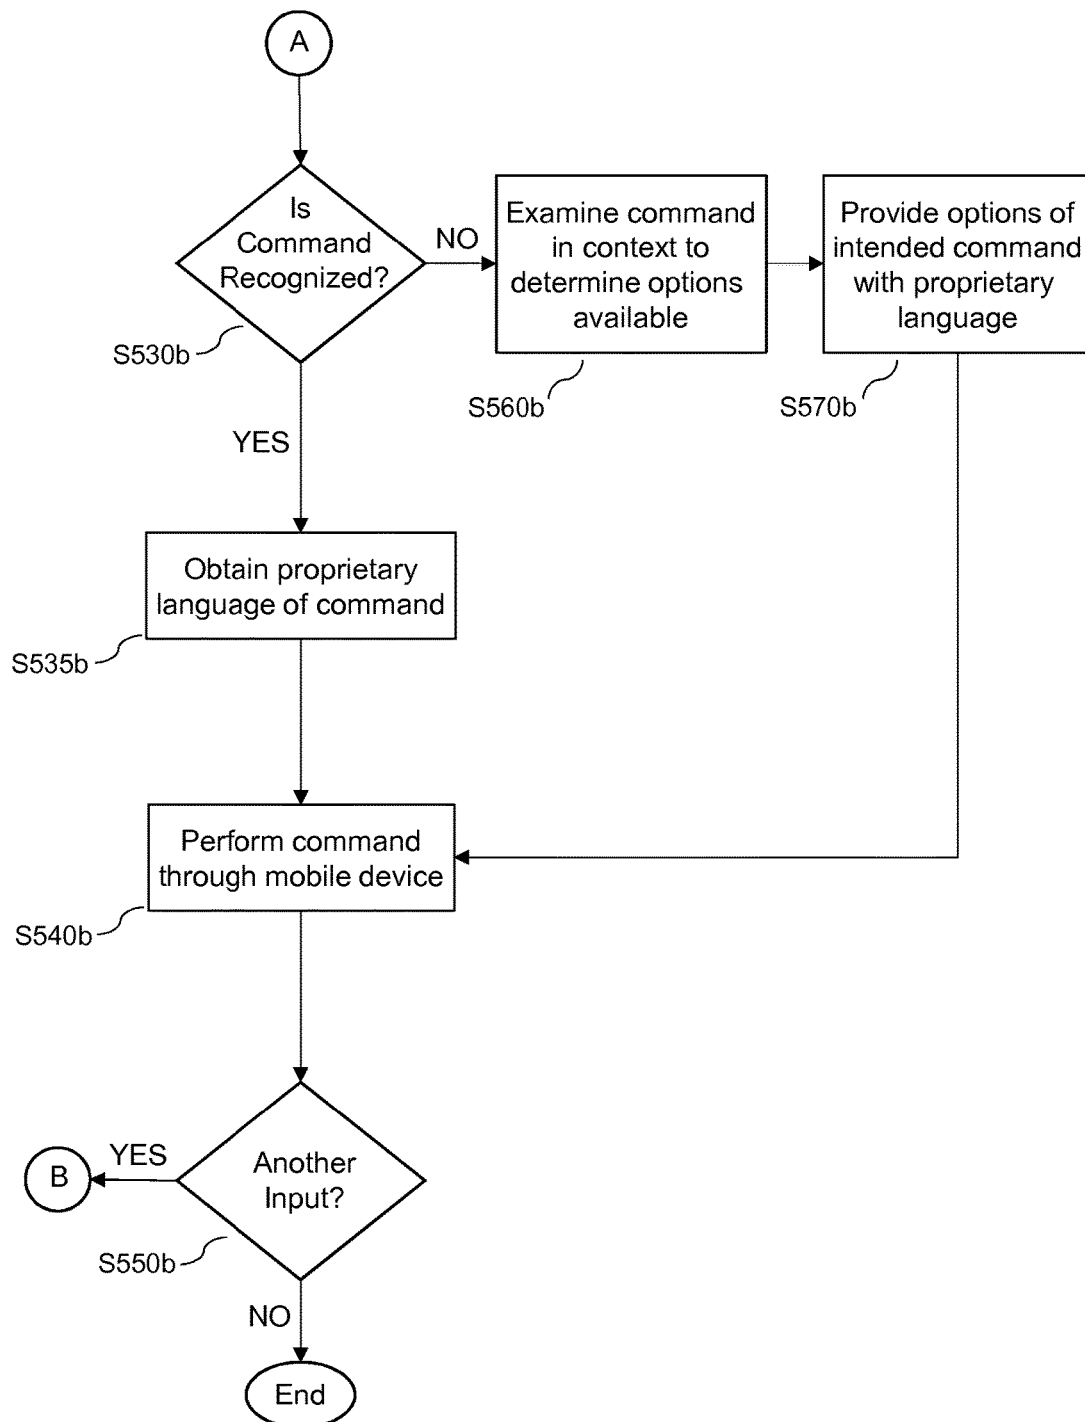 A
Is
Command
Recognized?
NO
S530b
Examine command
in context to
determine options
available
S560b
Provide options of
intended command
with proprietary
language
S570b
YES
Obtain proprietary
language of command
S535b
Perform command
through mobile device
S540b
Another
Input?
YES
B
S550b
NO
End